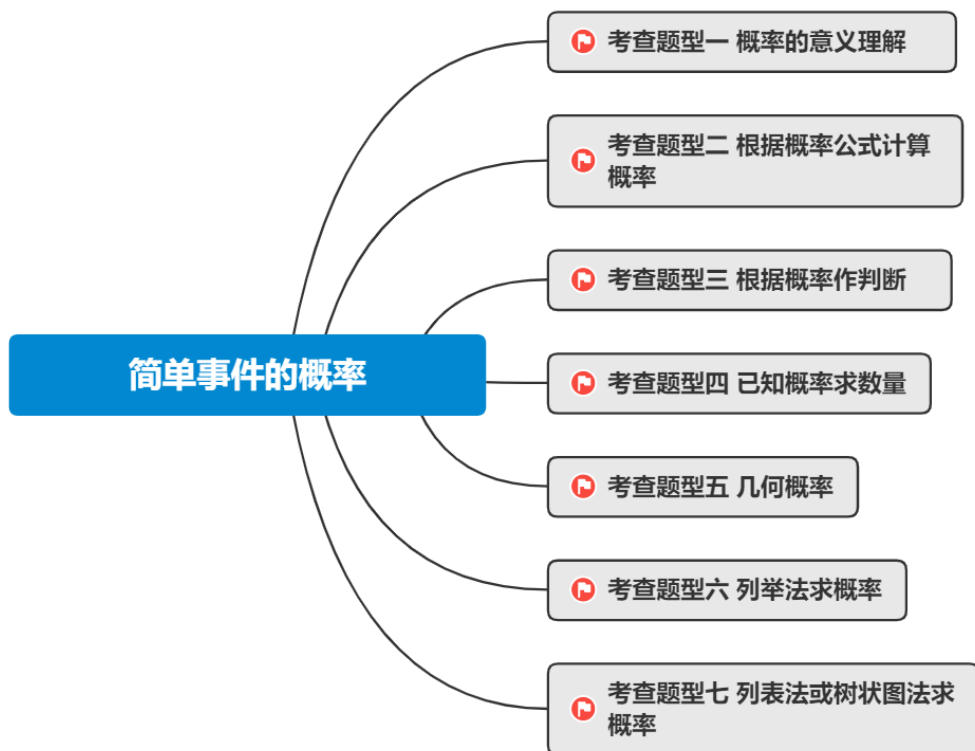 考查题型一 概率的意义理解
考查题型二 根据概率公式计算
概率
考查题型三 根据概率作判断
简单事件的概率
考查题型四 已知概率求数量
考查题型五 几何概率
考查题型六 列举法求概率
考查题型七 列表法或树状图法求
概率